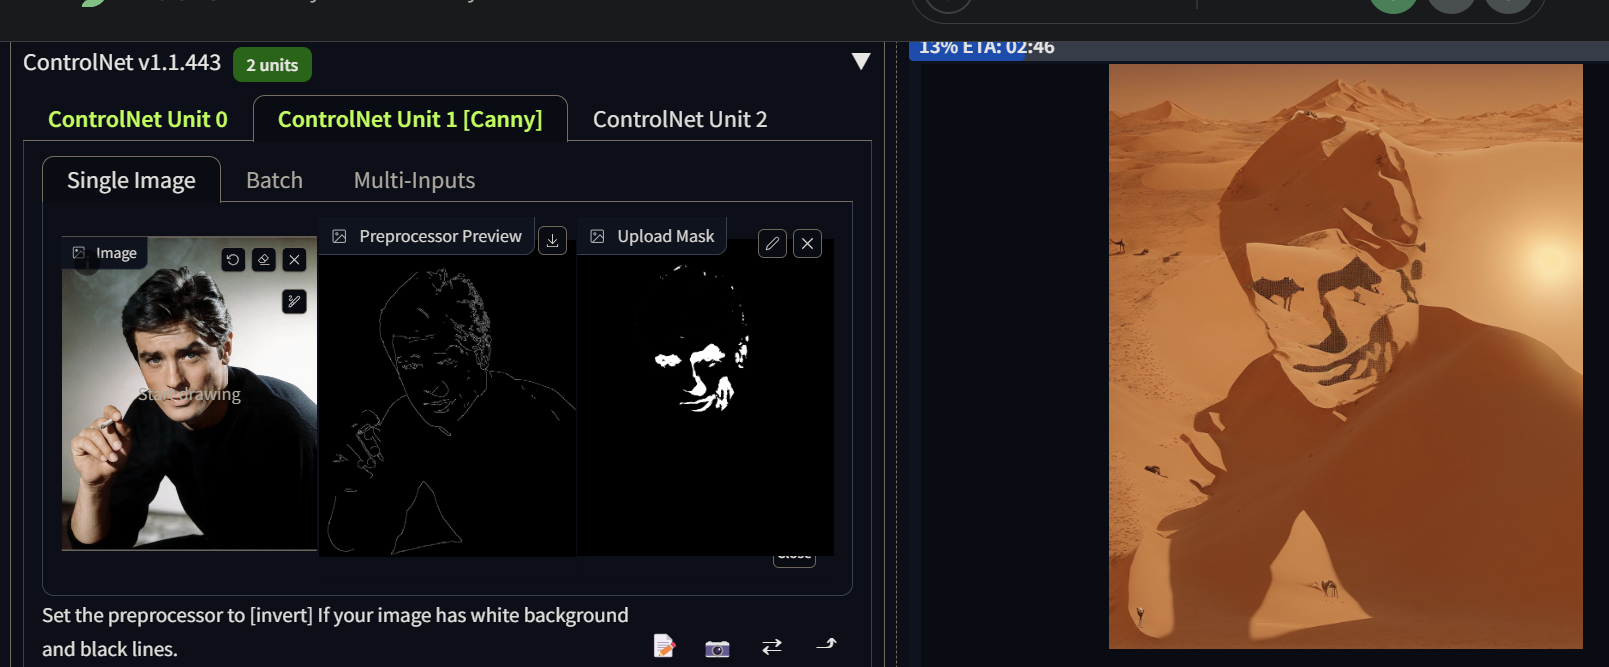 ControlNet v1.1.443
2 units
13% ETA: 02:46
ControlNet Unit 0
ControlNet Unit 1 [Canny]
ControlNet Unit 2
Single Image
Batch
Multi-Inputs
Image
Preprocessor Preview
Upload Mask
Start drawing
Close
Set the preprocessor to [invert] If your image has white background
and black lines.